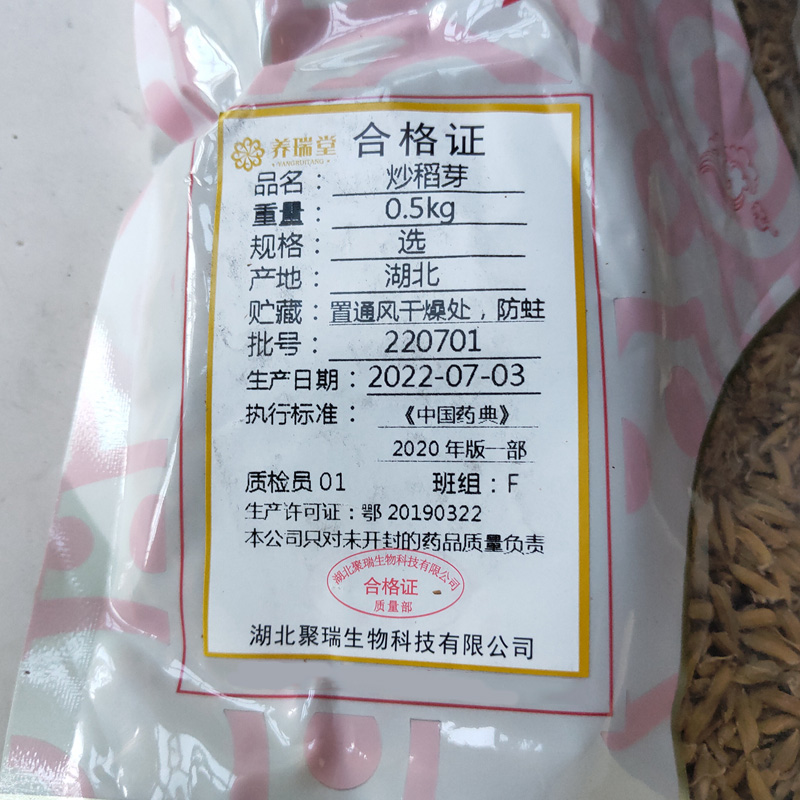 养瑞堂
YANGRUITANG
合格证
品名： 炒稻芽
重量： 0.5kg
规格： 选
产地： 湖北
贮藏： 置通风干燥处，防蛀
批号： 220701
生产日期：2022-07-03
执行标准： 《中国药典》
2020 年版一部
质检员 01 班组：F
生产许可证：鄂 20190322
本公司只对未开封的药品质量负责
湖北聚瑞生物科技有限公司
合格证
质量部
湖北聚瑞生物科技有限公司